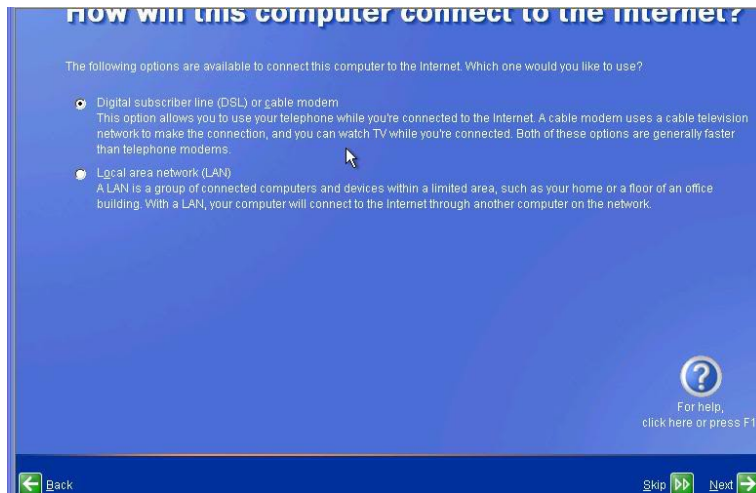 How will this computer connect to the Internet?
The following options are available to connect this computer to the Internet. Which one would you like to use?
Digital subscriber line (DSL) or cable modem
This option allows you to use your telephone while you're connected to the Internet. A cable modem uses a cable television
network to make the connection, and you can watch TV while you're connected. Both of these options are generally faster
than telephone modems.
Local area network (LAN)
A LAN is a group of connected computers and devices within a limited area, such as your home or a floor of an office
building. With a LAN, your computer will connect to the Internet through another computer on the network.
?
For help,
click here or press F1
Back
Skip
Next